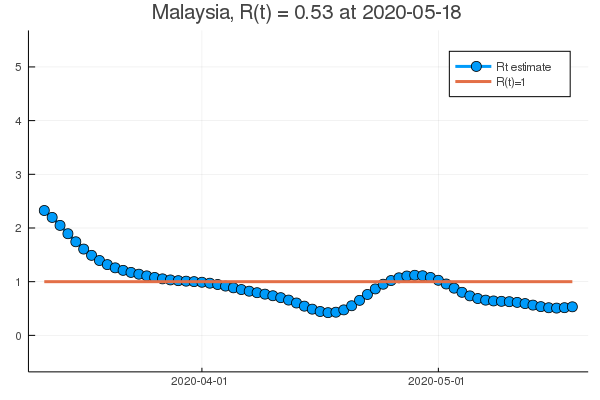 Malaysia, R(t) = 0.53 at 2020-05-18
5
4
3
2
1
0
Rt estimate
R(t)=1
2020-04-01
2020-05-01